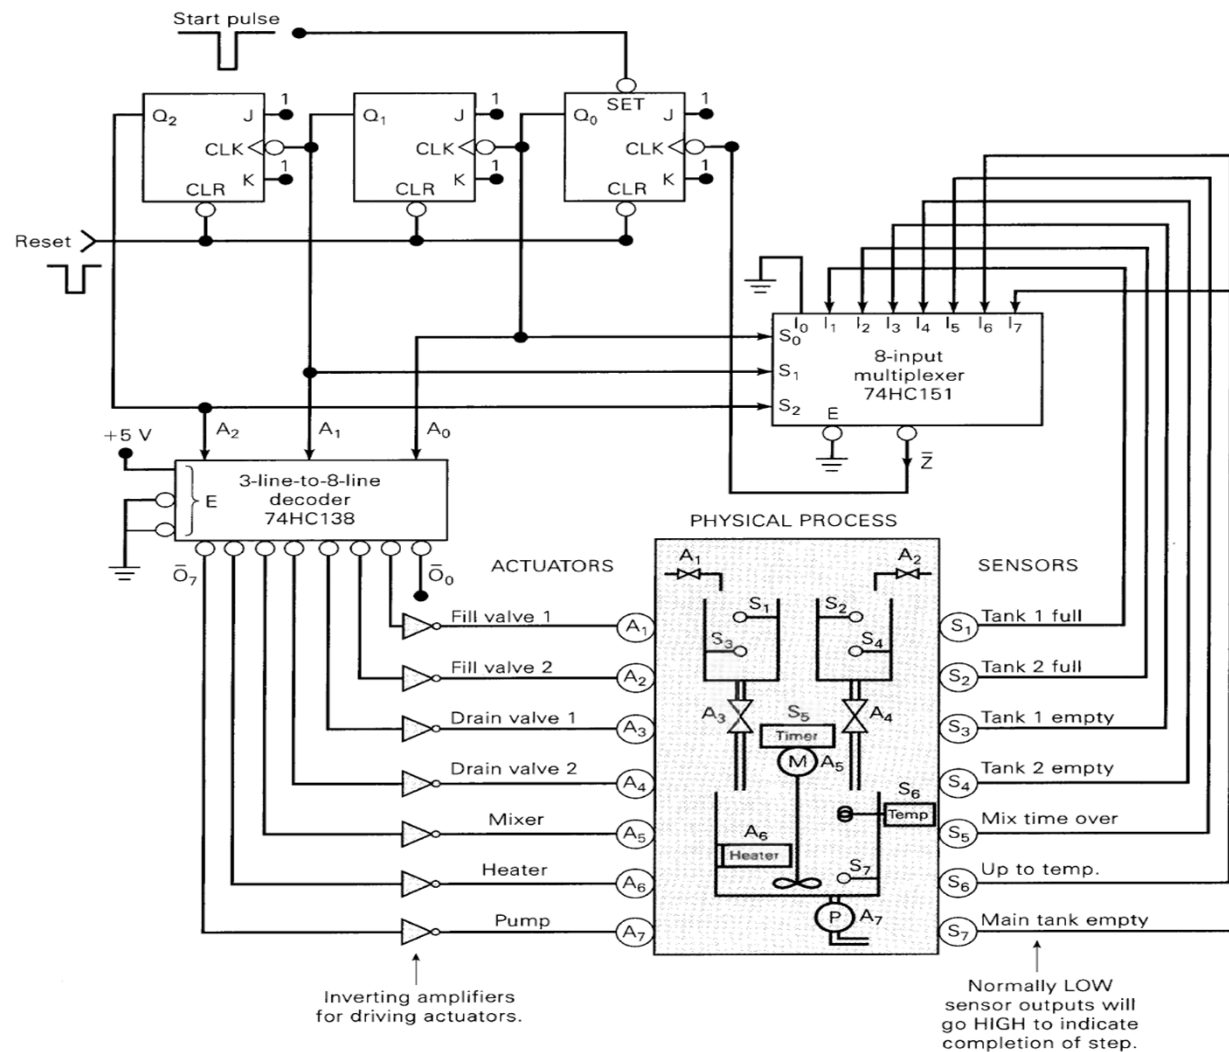 Start pulse
Q2 J 1
CLK
K 1
CLR
Q1 J 1
CLK
K 1
CLR
SET
Q0 J 1
CLK
K 1
CLR
Reset
I0 I1 I2 I3 I4 I5 I6 I7
S0
S1
S2
8-input
multiplexer
74HC151
E
Z̄
+5 V
A2 A1 A0
E
3-line-to-8-line
decoder
74HC138
Ō7 Ō0
ACTUATORS
PHYSICAL PROCESS
SENSORS
Fill valve 1 A1
Fill valve 2 A2
Drain valve 1 A3
Drain valve 2 A4
Mixer A5
Heater A6
Pump A7
A1 A2
S1 S2
S3 S4
A3 S5 A4
Timer
M A5
S6
Temp
A6
Heater
S7
P A7
S1 Tank 1 full
S2 Tank 2 full
S3 Tank 1 empty
S4 Tank 2 empty
S5 Mix time over
S6 Up to temp.
S7 Main tank empty
Inverting amplifiers
for driving actuators.
Normally LOW
sensor outputs will
go HIGH to indicate
completion of step.